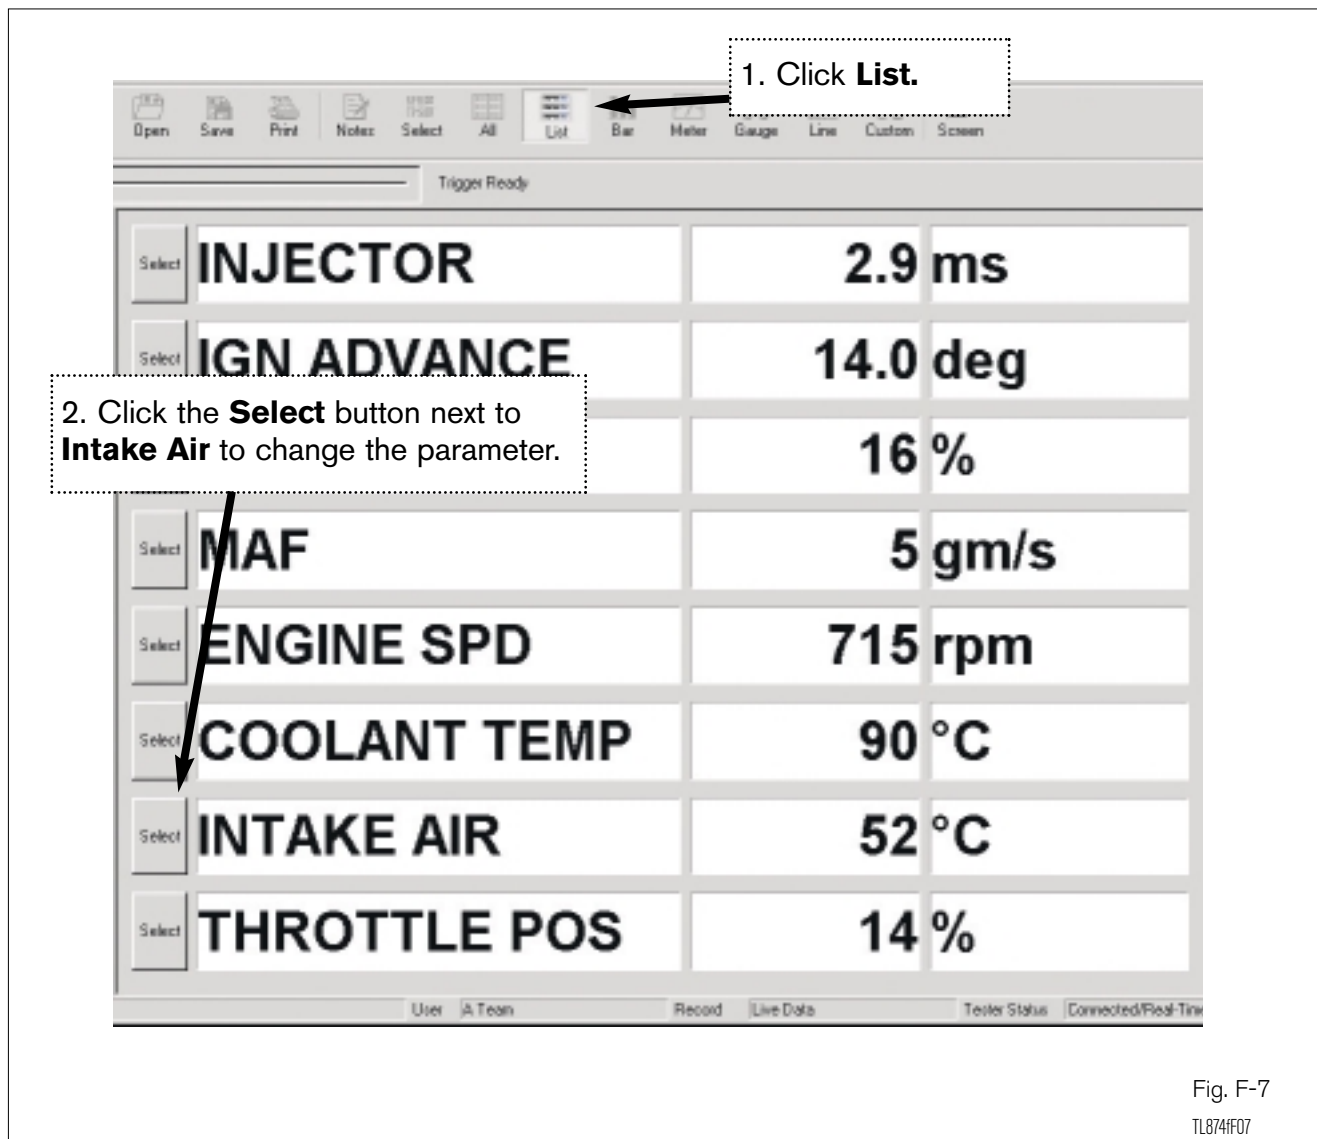 1. Click List.
Open Save Print Notes Select All List Bar Meter Gauge Line Custom Screen
Trigger Ready
Select INJECTOR 2.9 ms
Select IGN ADVANCE 14.0 deg
2. Click the Select button next to
Intake Air to change the parameter.
16 %
Select MAF 5 gm/s
Select ENGINE SPD 715 rpm
Select COOLANT TEMP 90 °C
Select INTAKE AIR 52 °C
Select THROTTLE POS 14 %
User A Team Record Live Data Tester Status Connected/Real-Time
Fig. F-7
TL874fF07